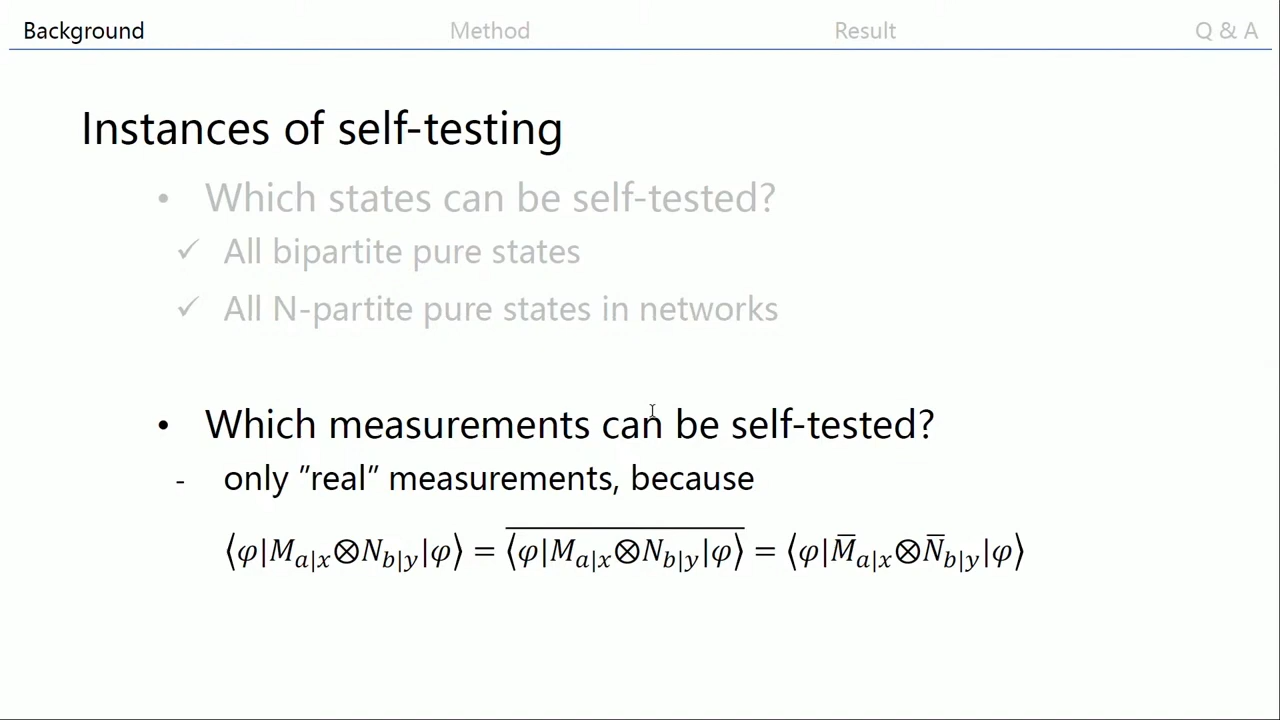 Background Method Result Q & A
Instances of self-testing
• Which states can be self-tested?
✓ All bipartite pure states
✓ All N-partite pure states in networks
• Which measurements can be self-tested?
- only ”real” measurements, because
⟨φ|M_{a|x}⊗N_{b|y}|φ⟩ = \overline{⟨φ|M_{a|x}⊗N_{b|y}|φ⟩} = ⟨φ|M̅_{a|x}⊗N̅_{b|y}|φ⟩